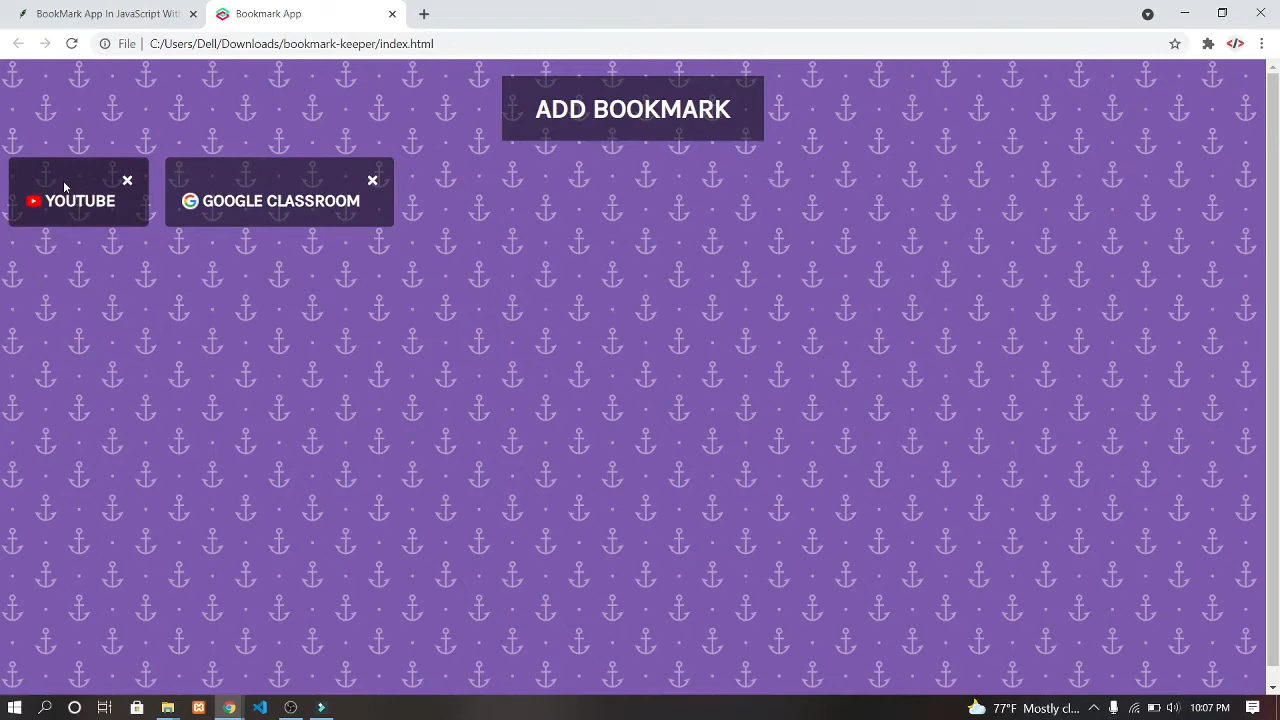 Bookmark App In JavaScript With
Bookmark App
File C:/Users/Dell/Downloads/bookmark-keeper/index.html
ADD BOOKMARK
YOUTUBE
GOOGLE CLASSROOM
77°F Mostly cl... 10:07 PM